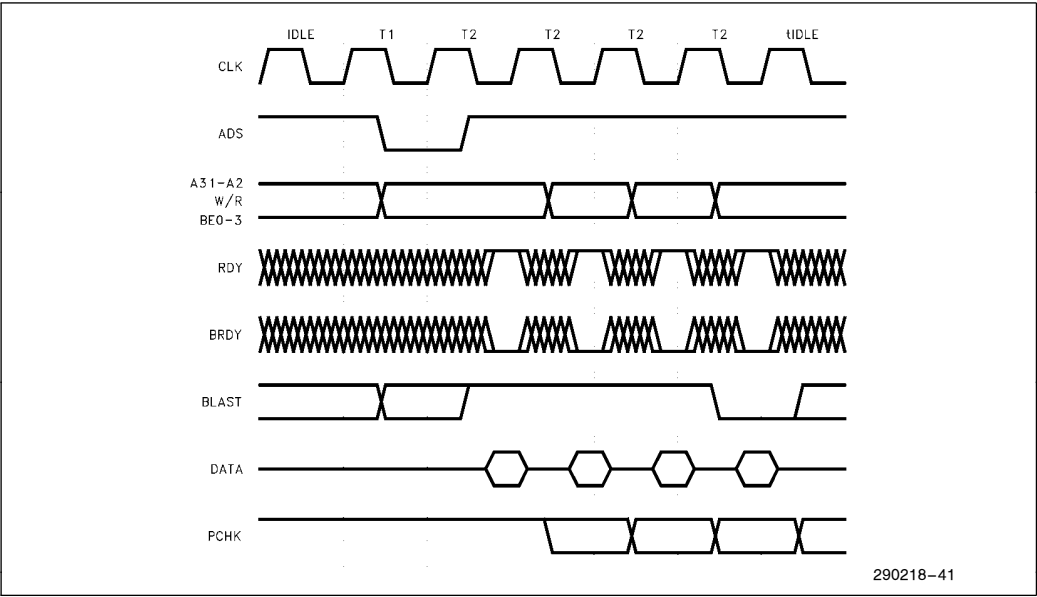 IDLE T1 T2 T2 T2 T2 tIDLE
CLK
ADS
A31-A2
W/R
BE0-3
RDY
BRDY
BLAST
DATA
PCHK
290218-41